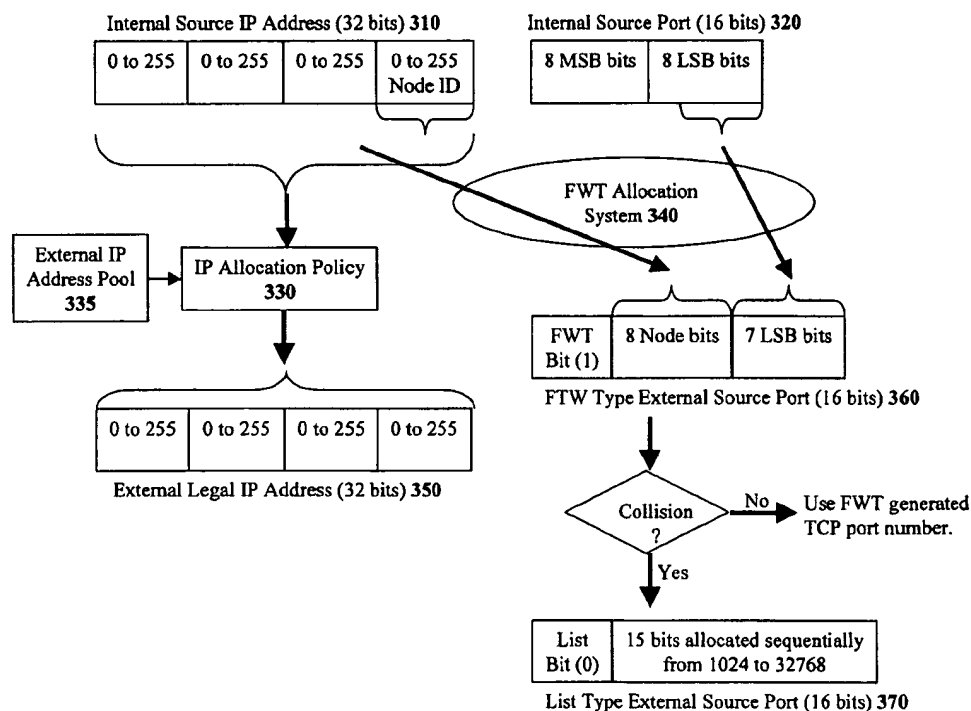 Internal Source IP Address (32 bits) 310
Internal Source Port (16 bits) 320
0 to 255
0 to 255
0 to 255
0 to 255
Node ID
8 MSB bits
8 LSB bits
FWT Allocation
System 340
External IP
Address Pool
335
IP Allocation Policy
330
FWT
Bit (1)
8 Node bits
7 LSB bits
FTW Type External Source Port (16 bits) 360
0 to 255
0 to 255
0 to 255
0 to 255
External Legal IP Address (32 bits) 350
Collision
?
No
Use FWT generated
TCP port number.
Yes
List
Bit (0)
15 bits allocated sequentially
from 1024 to 32768
List Type External Source Port (16 bits) 370